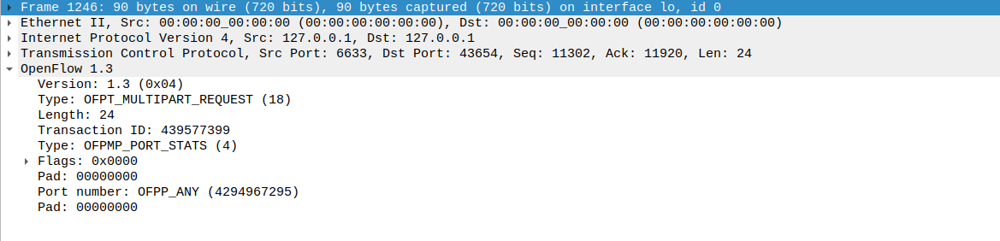 Frame 1246: 90 bytes on wire (720 bits), 90 bytes captured (720 bits) on interface lo, id 0
Ethernet II, Src: 00:00:00_00:00:00 (00:00:00:00:00:00), Dst: 00:00:00_00:00:00 (00:00:00:00:00:00)
Internet Protocol Version 4, Src: 127.0.0.1, Dst: 127.0.0.1
Transmission Control Protocol, Src Port: 6633, Dst Port: 43654, Seq: 11302, Ack: 11920, Len: 24
OpenFlow 1.3
Version: 1.3 (0x04)
Type: OFPT_MULTIPART_REQUEST (18)
Length: 24
Transaction ID: 439577399
Type: OFPMP_PORT_STATS (4)
Flags: 0x0000
Pad: 00000000
Port number: OFPP_ANY (4294967295)
Pad: 00000000